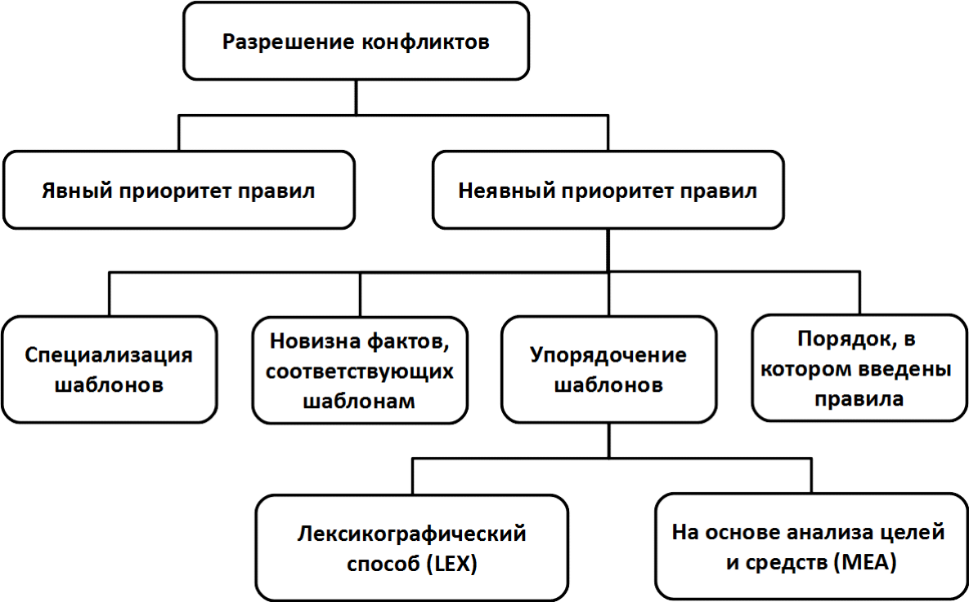 Разрешение конфликтов
Явный приоритет правил
Неявный приоритет правил
Специализация
шаблонов
Новизна фактов,
соответствующих
шаблонам
Упорядочение
шаблонов
Порядок, в
котором введены
правила
Лексикографический
способ (LEX)
На основе анализа целей
и средств (MEA)